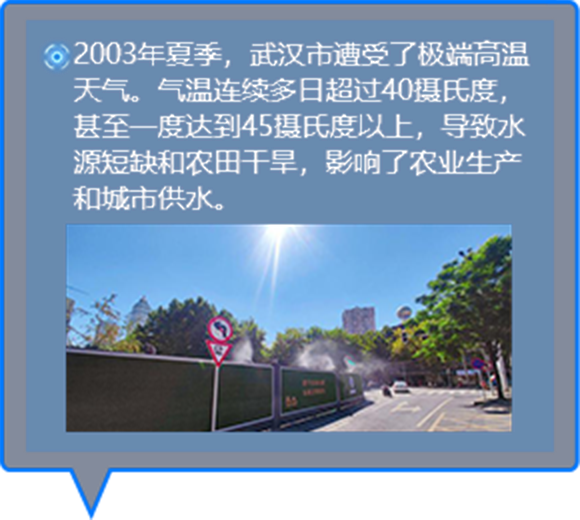 2003年夏季，武汉市遭受了极端高温
天气。气温连续多日超过40摄氏度，
甚至一度达到45摄氏度以上，导致水
源短缺和农田干旱，影响了农业生产
和城市供水。